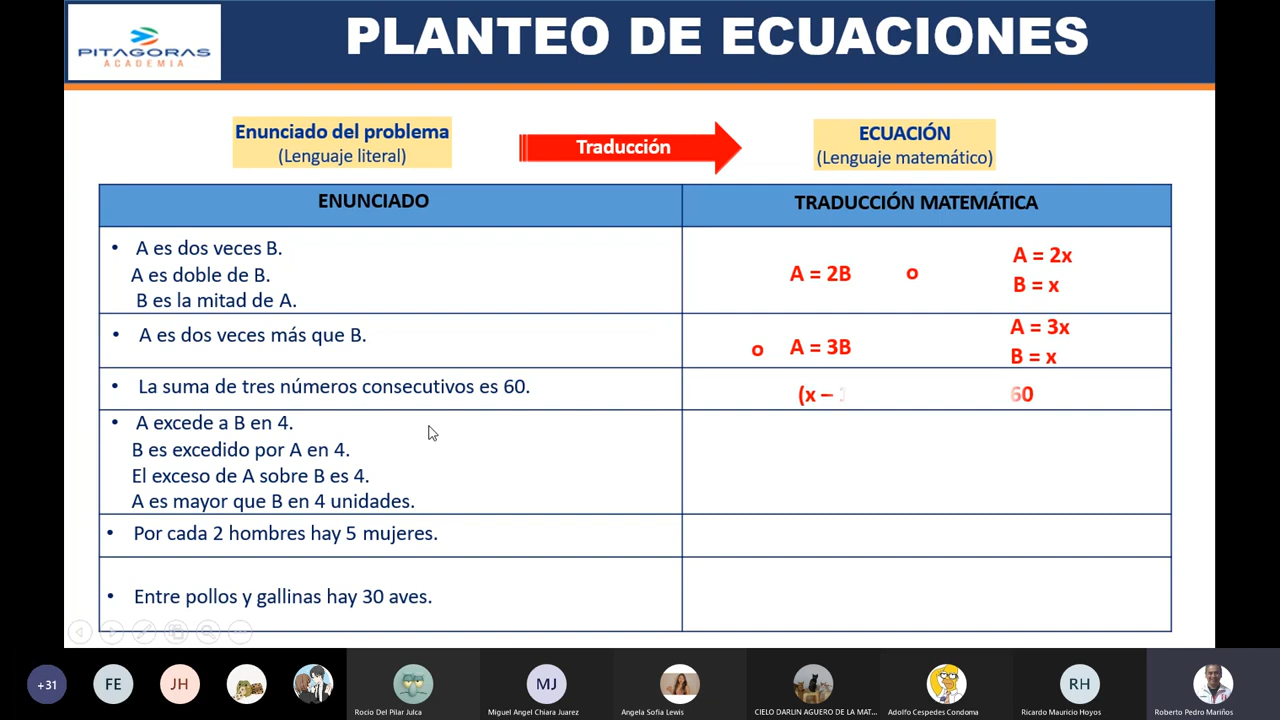 PITAGORAS
ACADEMIA
PLANTEO DE ECUACIONES
Enunciado del problema
(Lenguaje literal)
Traducción
ECUACIÓN
(Lenguaje matemático)
ENUNCIADO
TRADUCCIÓN MATEMÁTICA
• A es dos veces B.
A es doble de B.
B es la mitad de A.
A = 2B o
A = 2x
B = x
• A es dos veces más que B.
o A = 3B
A = 3x
B = x
• La suma de tres números consecutivos es 60.
(x – 60
• A excede a B en 4.
B es excedido por A en 4.
El exceso de A sobre B es 4.
A es mayor que B en 4 unidades.
• Por cada 2 hombres hay 5 mujeres.
• Entre pollos y gallinas hay 30 aves.
+31
FE
JH
MJ
RH
Rocio Del Pilar Julca
Miguel Angel Chiara Juarez
Angela Sofia Lewis
CIELO DARLIN AGUERO DE LA MAT...
Adolfo Cespedes Condoma
Ricardo Mauricio Hoyos
Roberto Pedro Mariños